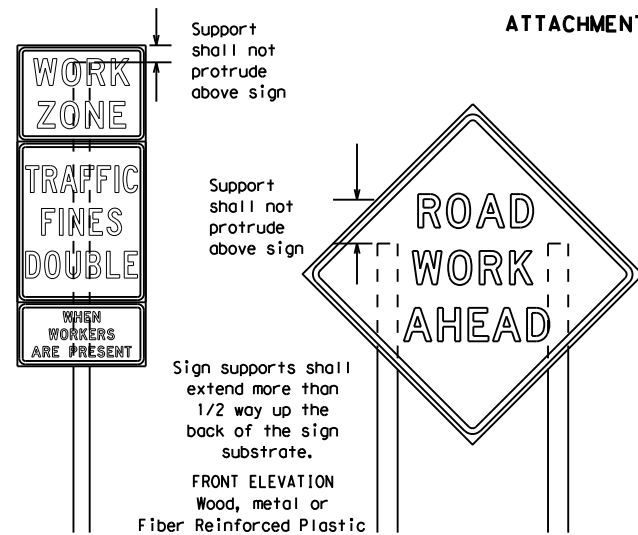 ATTACHMENT
Support
shall not
protrude
above sign
WORK
ZONE
TRAFFIC
FINES
DOUBLE
WHEN
WORKERS
ARE PRESENT
Support
shall not
protrude
above sign
ROAD
WORK
AHEAD
Sign supports shall
extend more than
1/2 way up the
back of the sign
substrate.
FRONT ELEVATION
Wood, metal or
Fiber Reinforced Plastic